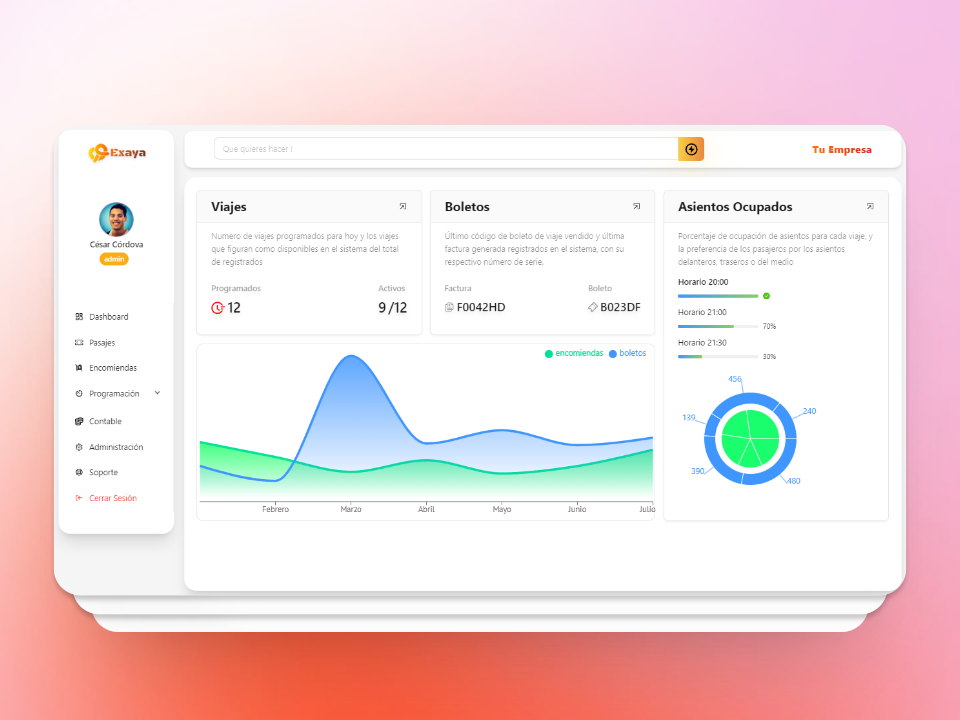 Exaya
César Córdova
admin
Dashboard
Pasajes
Encomiendas
Programación
Contable
Administración
Soporte
Cerrar Sesión
Que quieres hacer !
Tu Empresa
Viajes
Numero de viajes programados para hoy y los viajes
que figuran como disponibles en el sistema del total
de registrados
Programados
Activos
12
9 /12
Boletos
Último código de boleto de viaje vendido y última
factura generada registrados en el sistema, con su
respectivo número de serie.
Factura
Boleto
F0042HD
B023DF
encomiendas
boletos
Febrero
Marzo
Abril
Mayo
Junio
Julio
Asientos Ocupados
Porcentaje de ocupación de asientos para cada viaje, y
la preferencia de los pasajeros por los asientos
delanteros, traseros o del medio
Horario 20:00
Horario 21:00
70%
Horario 21:30
30%
456
240
139
390
480